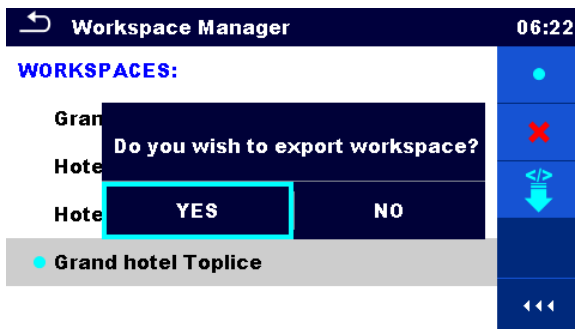 Workspace Manager 06:22
WORKSPACES:
Gran
Do you wish to export workspace?
Hote
Hote
YES NO
Grand hotel Toplice